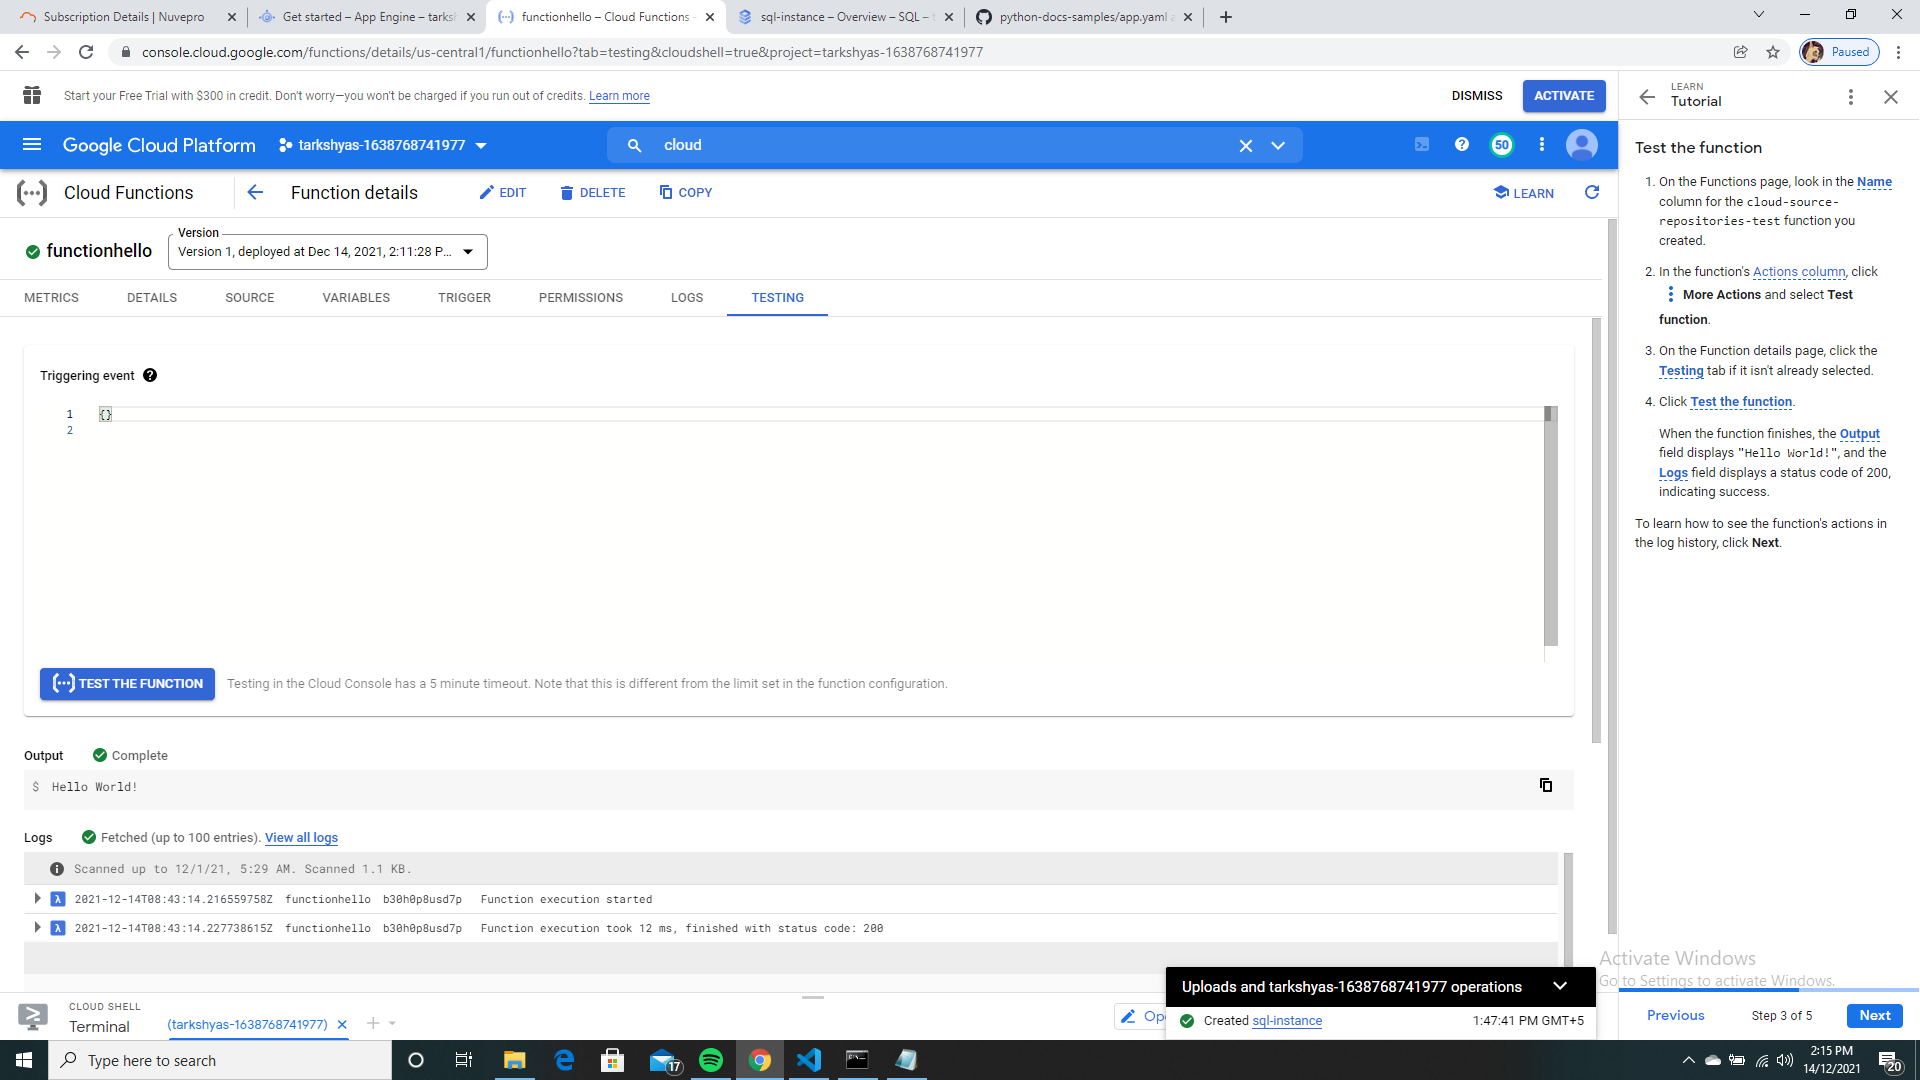 Subscription Details | Nuvepro
Get started – App Engine – tarksh
functionhello – Cloud Functions –
sql-instance – Overview – SQL – t
python-docs-samples/app.yaml a
console.cloud.google.com/functions/details/us-central1/functionhello?tab=testing&cloudshell=true&project=tarkshyas-1638768741977
Paused
Start your Free Trial with $300 in credit. Don't worry—you won't be charged if you run out of credits. Learn more
DISMISS
ACTIVATE
Google Cloud Platform
tarkshyas-1638768741977
cloud
50
Cloud Functions
Function details
EDIT
DELETE
COPY
LEARN
functionhello
Version
Version 1, deployed at Dec 14, 2021, 2:11:28 P...
METRICS
DETAILS
SOURCE
VARIABLES
TRIGGER
PERMISSIONS
LOGS
TESTING
Triggering event
1 {}
2
TEST THE FUNCTION
Testing in the Cloud Console has a 5 minute timeout. Note that this is different from the limit set in the function configuration.
Output
Complete
$ Hello World!
Logs
Fetched (up to 100 entries). View all logs
Scanned up to 12/1/21, 5:29 AM. Scanned 1.1 KB.
2021-12-14T08:43:14.216559758Z functionhello b30h0p8usd7p Function execution started
2021-12-14T08:43:14.227738615Z functionhello b30h0p8usd7p Function execution took 12 ms, finished with status code: 200
LEARN
Tutorial
Test the function
1. On the Functions page, look in the Name
column for the cloud-source-
repositories-test function you
created.
2. In the function's Actions column, click
More Actions and select Test
function.
3. On the Function details page, click the
Testing tab if it isn't already selected.
4. Click Test the function.
When the function finishes, the Output
field displays "Hello World!", and the
Logs field displays a status code of 200,
indicating success.
To learn how to see the function's actions in
the log history, click Next.
Activate Windows
Go to Settings to activate Windows.
Previous
Step 3 of 5
Next
CLOUD SHELL
Terminal
(tarkshyas-1638768741977)
Ope
Uploads and tarkshyas-1638768741977 operations
Created sql-instance
1:47:41 PM GMT+5
Type here to search
17
2:15 PM
14/12/2021
20